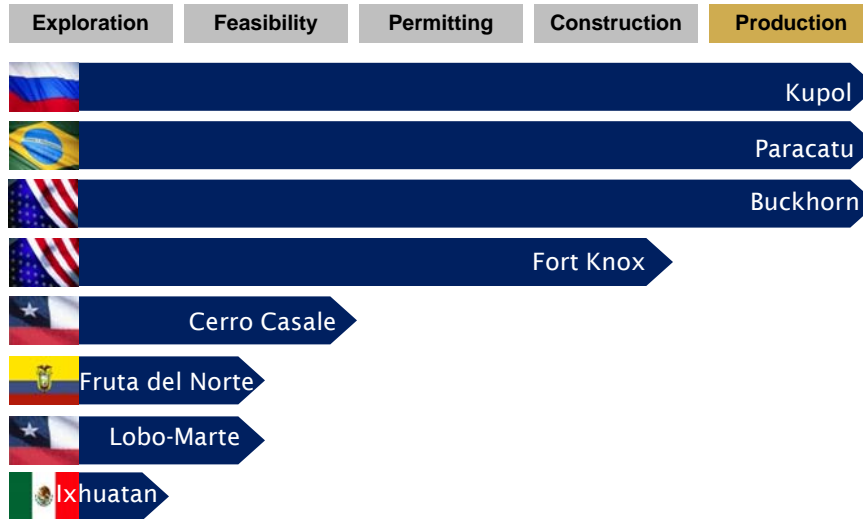 Exploration Feasibility Permitting Construction Production
Kupol
Paracatu
Buckhorn
Fort Knox
Cerro Casale
Fruta del Norte
Lobo-Marte
Ixhuatan